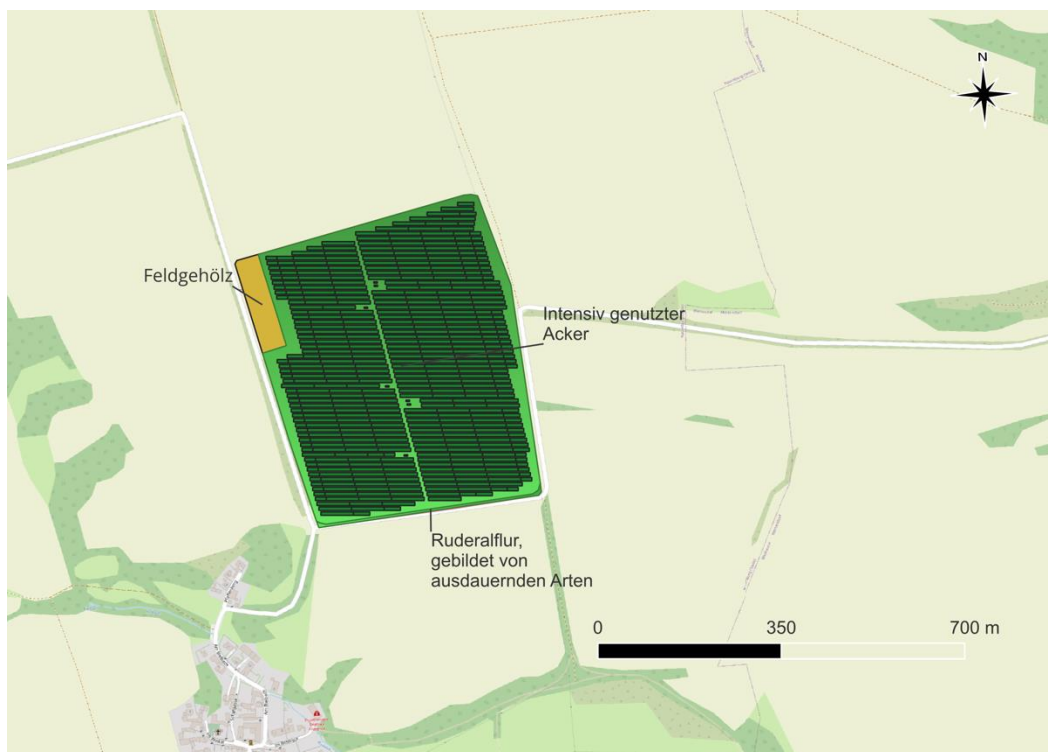 N
Feldgehölz
Intensiv genutzter
Acker
Ruderalflur,
gebildet von
ausdauernden Arten
0
350
700 m